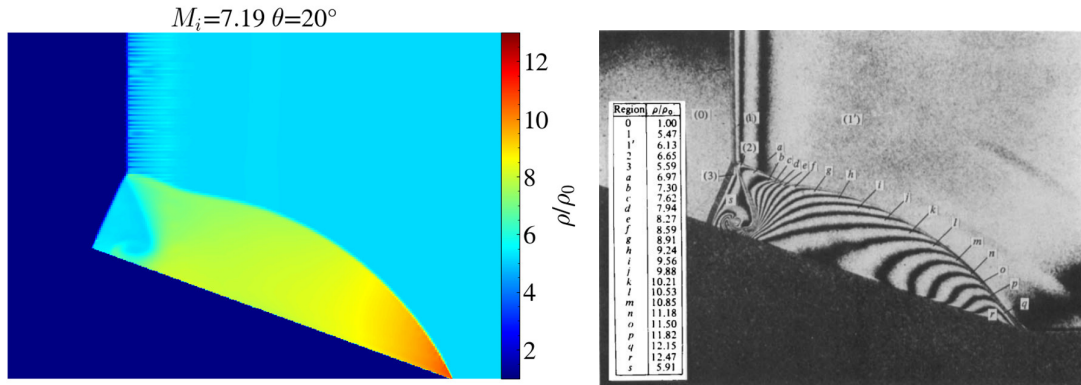 M_i=7.19 θ=20°
12
10
8
6
4
2
ρ/ρ₀
Region ρ/ρ₀
0 1.00
1 5.47
1' 6.13
2 6.65
3 5.59
a 6.97
b 7.30
c 7.62
d 7.94
e 8.27
f 8.59
g 8.91
h 9.24
i 9.56
j 9.88
k 10.21
l 10.53
m 10.85
n 11.18
o 11.50
p 11.82
q 12.15
r 12.47
s 5.91
(0)
(1)
(1')
(2)
(3)
a
b
c
d
e
f
g
h
i
j
k
l
m
n
o
p
q
r
s